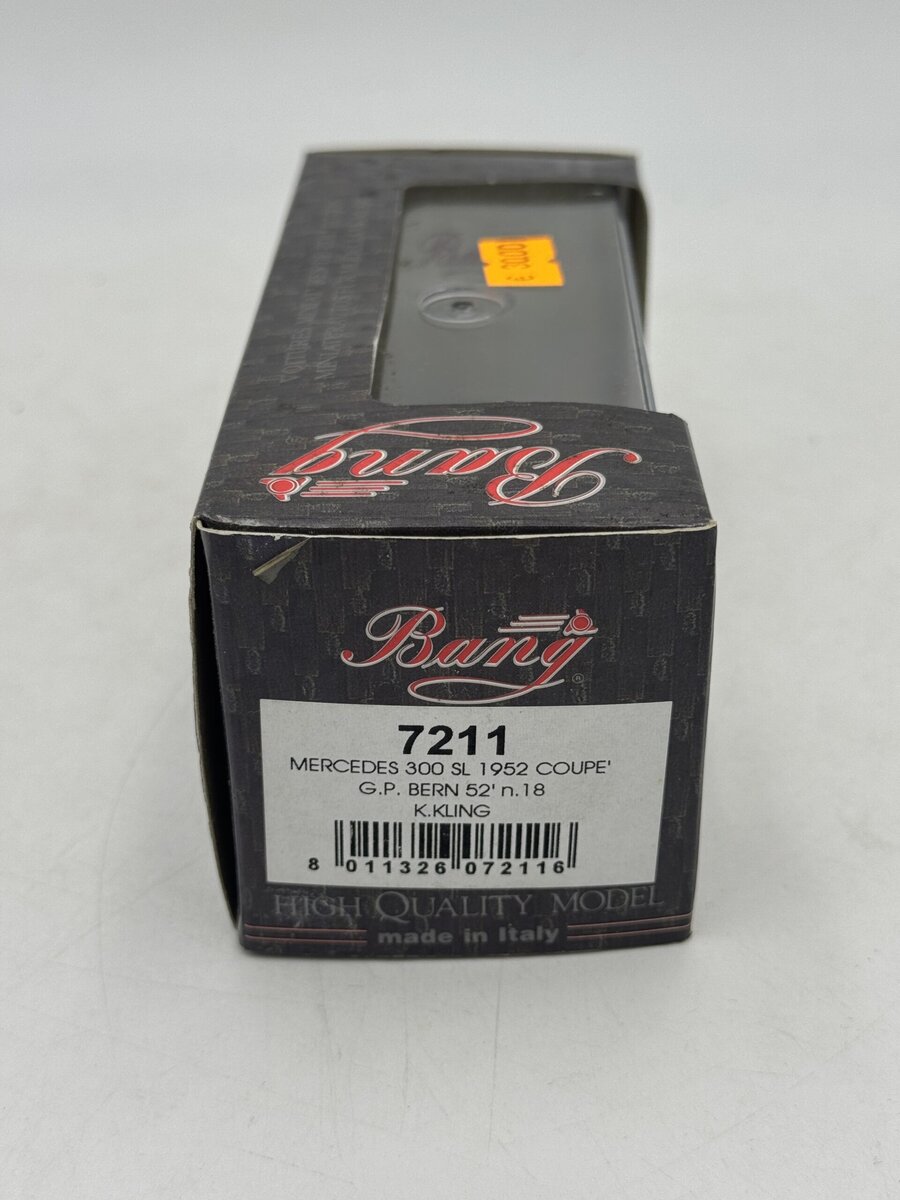 Bang
Bang
7211
MERCEDES 300 SL 1952 COUPE'
G.P. BERN 52' n.18
K.KLING
8 011326 072116
HIGH QUALITY MODEL
made in Italy